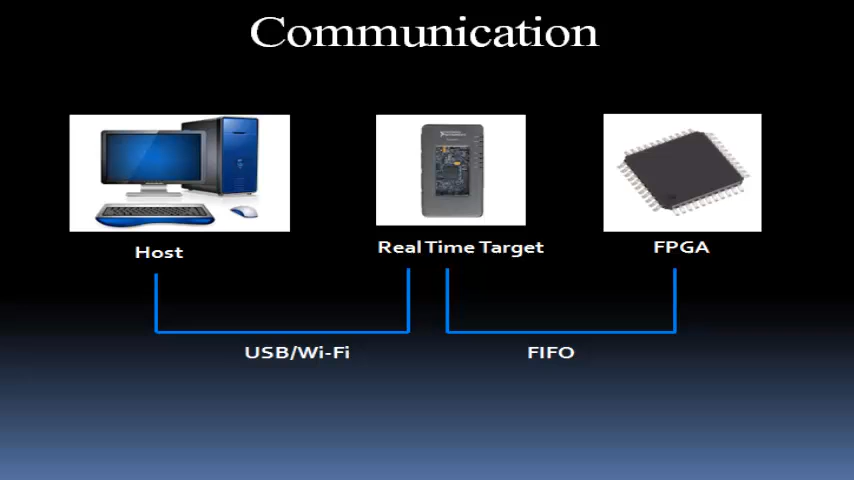 Communication
Host
Real Time Target
FPGA
USB/Wi-Fi
FIFO